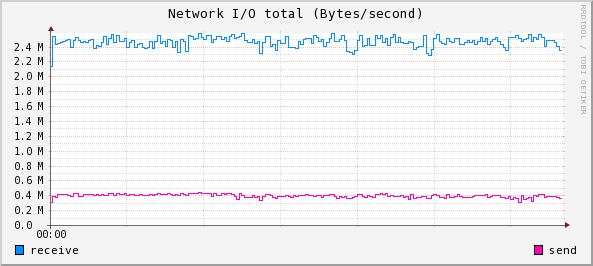 Network I/O total (Bytes/second)
RRDTOOL / TOBI OETIKER
2.4 M
2.2 M
2.0 M
1.8 M
1.6 M
1.4 M
1.2 M
1.0 M
0.8 M
0.6 M
0.4 M
0.2 M
0.0
00:00
receive send